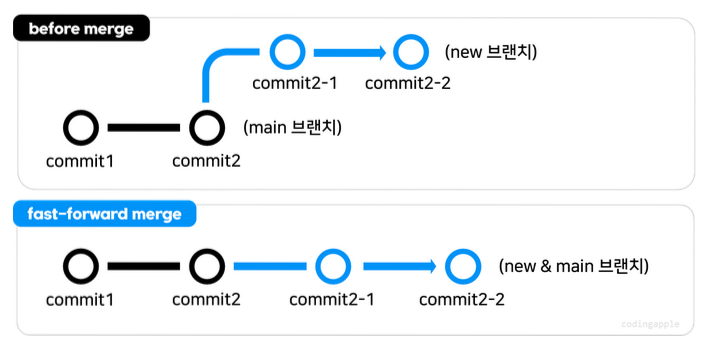 before merge
(new 브랜치)
commit2-1
commit2-2
(main 브랜치)
commit1
commit2
fast-forward merge
(new & main 브랜치)
commit1
commit2
commit2-1
commit2-2
codingapple